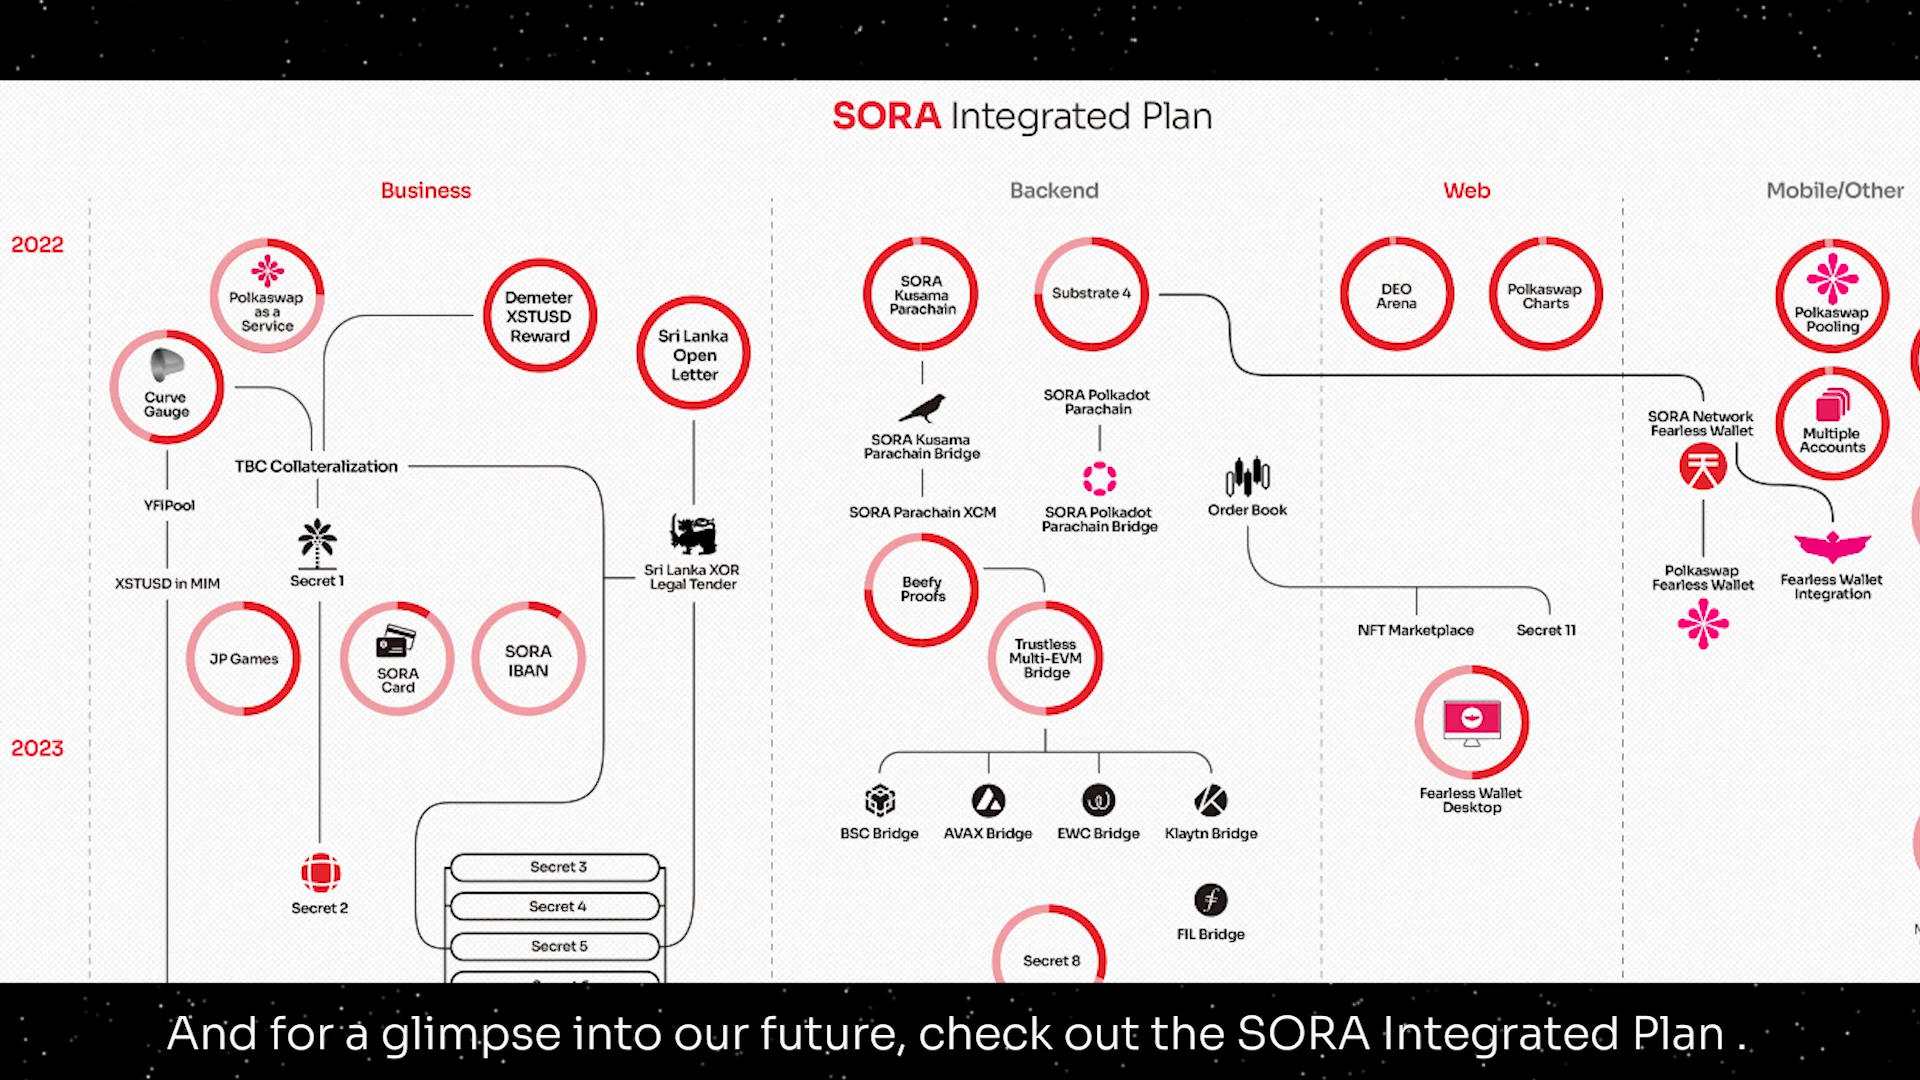 SORA Integrated Plan
Business
Backend
Web
Mobile/Other
2022
Polkaswap
as a
Service
Demeter
XSTUSD
Reward
Sri Lanka
Open
Letter
Curve
Gauge
TBC Collateralization
YFIPool
Secret 1
XSTUSD in MIM
Sri Lanka XOR
Legal Tender
JP Games
SORA
Card
SORA
IBAN
2023
Secret 2
Secret 3
Secret 4
Secret 5
SORA
Kusama
Parachain
Substrate 4
SORA Kusama
Parachain Bridge
SORA Polkadot
Parachain
SORA Parachain XCM
SORA Polkadot
Parachain Bridge
Order Book
Beefy
Proofs
Trustless
Multi-EVM
Bridge
BSC Bridge
AVAX Bridge
EWC Bridge
Klaytn Bridge
FIL Bridge
Secret 8
DEO
Arena
Polkaswap
Charts
NFT Marketplace
Secret 11
Fearless Wallet
Desktop
Polkaswap
Pooling
SORA Network
Fearless Wallet
Multiple
Accounts
Polkaswap
Fearless Wallet
Fearless Wallet
Integration
And for a glimpse into our future, check out the SORA Integrated Plan .